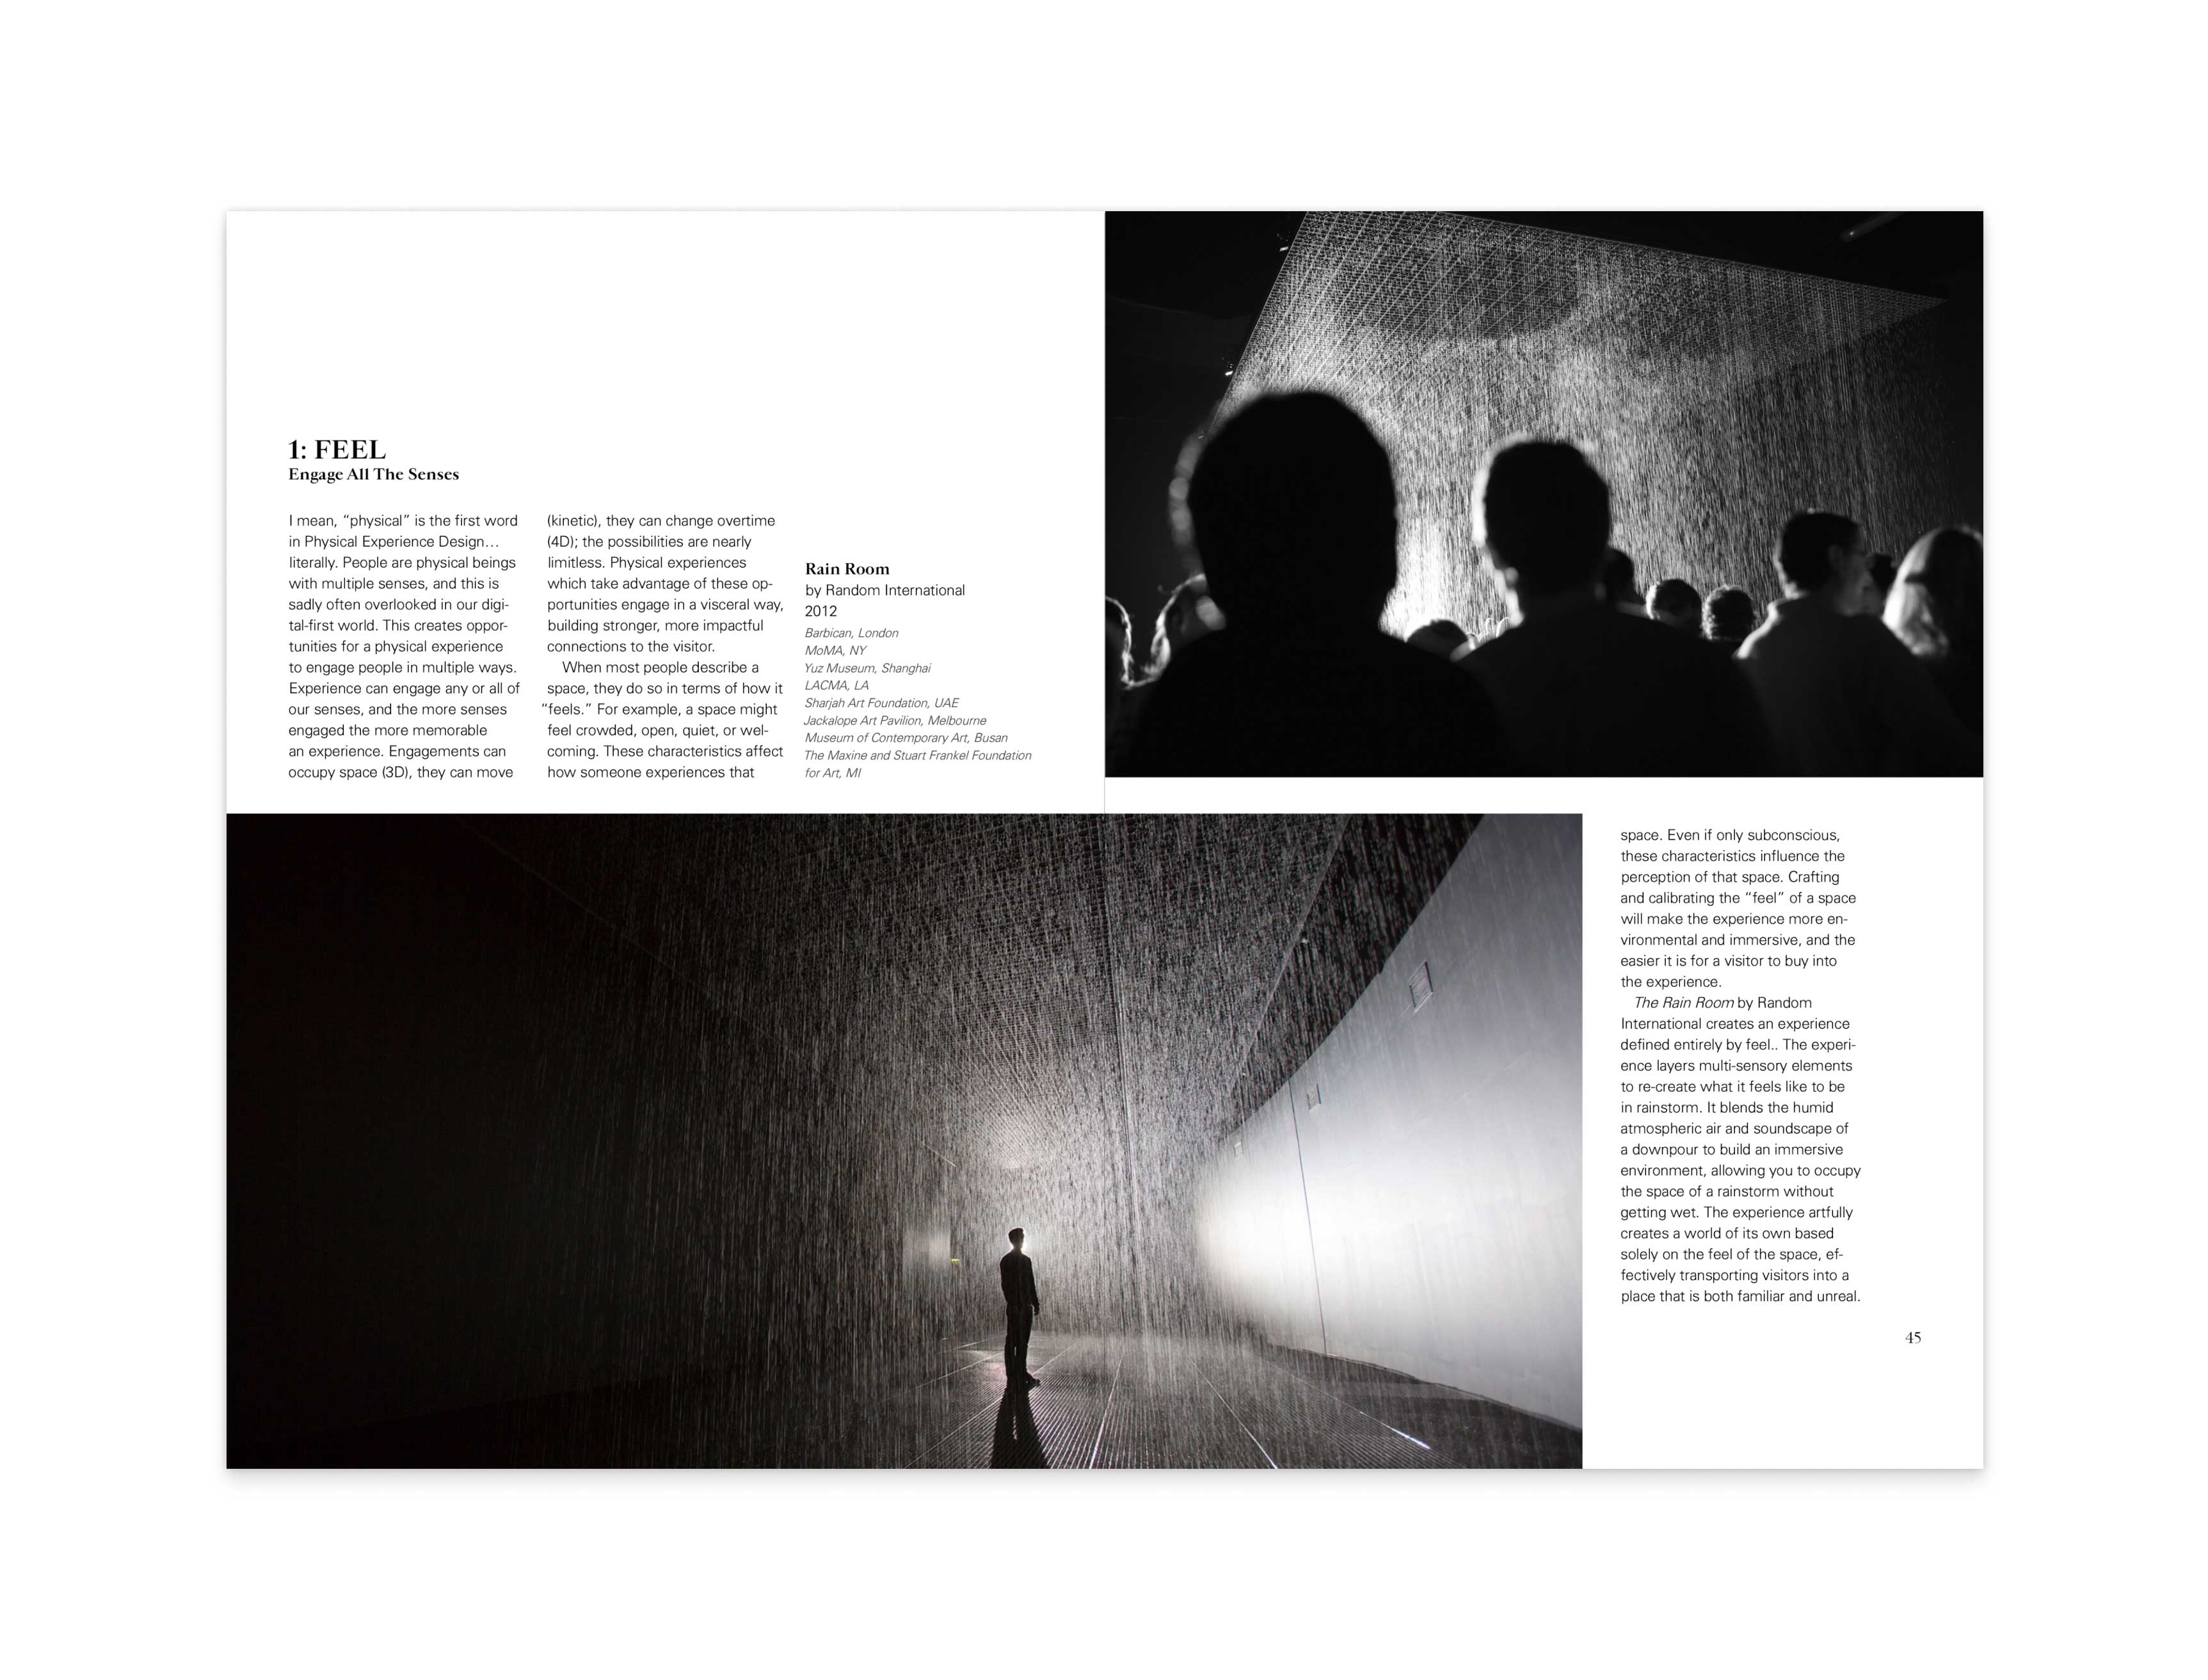 1: FEEL
Engage All The Senses
I mean, “physical” is the first word
in Physical Experience Design…
literally. People are physical beings
with multiple senses, and this is
sadly often overlooked in our digi-
tal-first world. This creates oppor-
tunities for a physical experience
to engage people in multiple ways.
Experience can engage any or all of
our senses, and the more senses
engaged the more memorable
an experience. Engagements can
occupy space (3D), they can move
(kinetic), they can change overtime
(4D); the possibilities are nearly
limitless. Physical experiences
which take advantage of these op-
portunities engage in a visceral way,
building stronger, more impactful
connections to the visitor.
When most people describe a
space, they do so in terms of how it
“feels.” For example, a space might
feel crowded, open, quiet, or wel-
coming. These characteristics affect
how someone experiences that
Rain Room
by Random International
2012
Barbican, London
MoMA, NY
Yuz Museum, Shanghai
LACMA, LA
Sharjah Art Foundation, UAE
Jackalope Art Pavilion, Melbourne
Museum of Contemporary Art, Busan
The Maxine and Stuart Frankel Foundation
for Art, MI
space. Even if only subconscious,
these characteristics influence the
perception of that space. Crafting
and calibrating the “feel” of a space
will make the experience more en-
vironmental and immersive, and the
easier it is for a visitor to buy into
the experience.
The Rain Room by Random
International creates an experience
defined entirely by feel.. The experi-
ence layers multi-sensory elements
to re-create what it feels like to be
in rainstorm. It blends the humid
atmospheric air and soundscape of
a downpour to build an immersive
environment, allowing you to occupy
the space of a rainstorm without
getting wet. The experience artfully
creates a world of its own based
solely on the feel of the space, ef-
fectively transporting visitors into a
place that is both familiar and unreal.
45